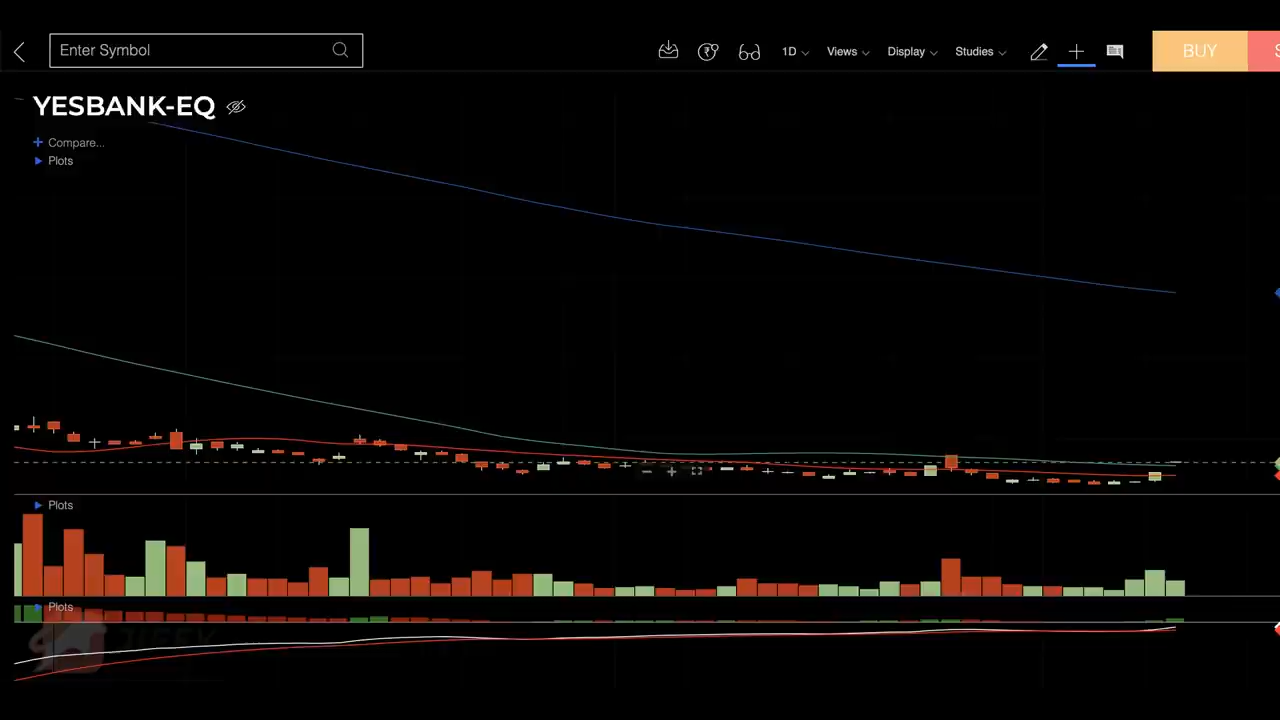 Enter Symbol
1D
Views
Display
Studies
BUY
YESBANK-EQ
Compare...
Plots
Plots
Plots